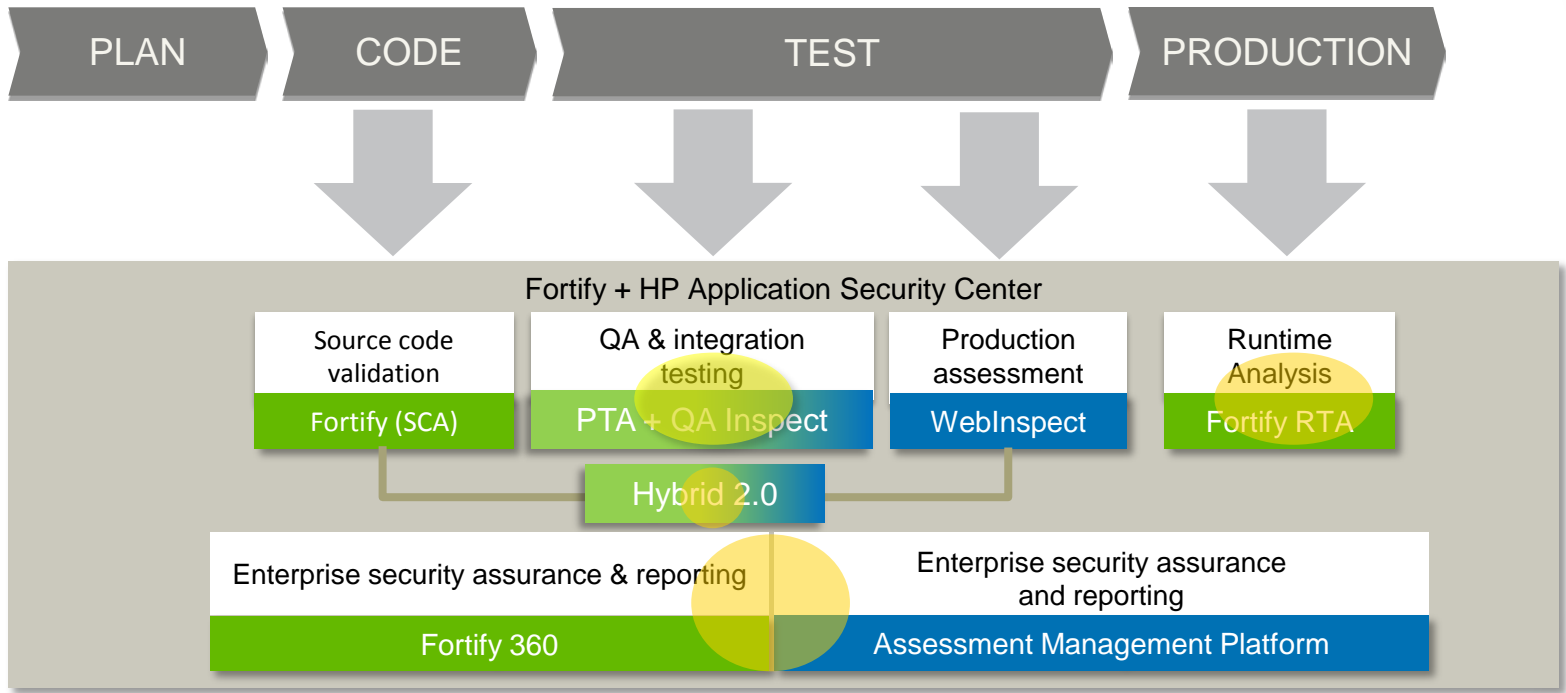 PLAN
CODE
TEST
PRODUCTION
Fortify + HP Application Security Center
Source code
validation
Fortify (SCA)
QA & integration
testing
PTA + QA Inspect
Production
assessment
WebInspect
Runtime
Analysis
Fortify RTA
Hybrid 2.0
Enterprise security assurance & reporting
Fortify 360
Enterprise security assurance
and reporting
Assessment Management Platform